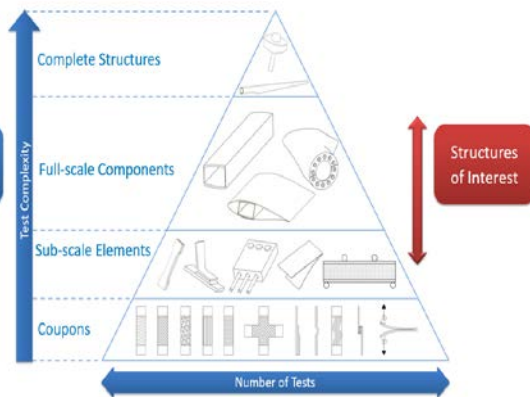 Complete Structures
Full-scale Components
Sub-scale Elements
Coupons
Test Complexity
Structures
of Interest
Number of Tests